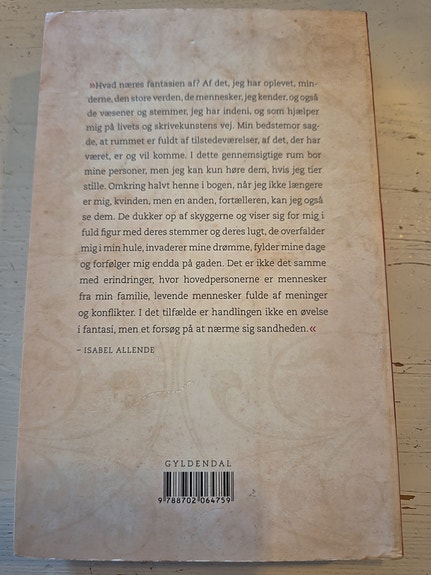 »Hvad næres fantasien af? Af det, jeg har oplevet, min-
derne, den store verden, de mennesker, jeg kender, og også
de væsener og stemmer, jeg har indeni, og som hjælper
mig på livets og skrivekunstens vej. Min bedstemor sag-
de, at rummet er fuldt af tilstedeværelser, af det, der har
været, er og vil komme. I dette gennemsigtige rum bor
mine personer, men jeg kan kun høre dem, hvis jeg tier
stille. Omkring halvt henne i bogen, når jeg ikke længere
er mig, kvinden, men en anden, fortælleren, kan jeg også
se dem. De dukker op af skyggerne og viser sig for mig i
fuld figur med deres stemmer og deres lugt, de overfalder
mig i min hule, invaderer mine drømme, fylder mine dage
og forfølger mig endda på gaden. Det er ikke det samme
med erindringer, hvor hovedpersonerne er mennesker
fra min familie, levende mennesker fulde af meninger
og konflikter. I det tilfælde er handlingen ikke en øvelse
i fantasi, men et forsøg på at nærme sig sandheden.«
– ISABEL ALLENDE
GYLDENDAL
9 788702 064759